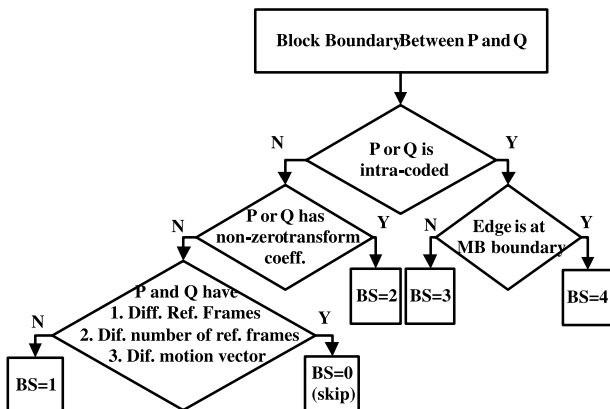 Block BoundaryBetween P and Q
N
Y
P or Q is
intra-coded
N
P or Q has
non-zerotransform
coeff.
Y
N
Edge is at
MB boundary
Y
BS=2
BS=3
BS=4
P and Q have
1. Diff. Ref. Frames
2. Dif. number of ref. frames
3. Dif. motion vector
N
Y
BS=1
BS=0
(skip)